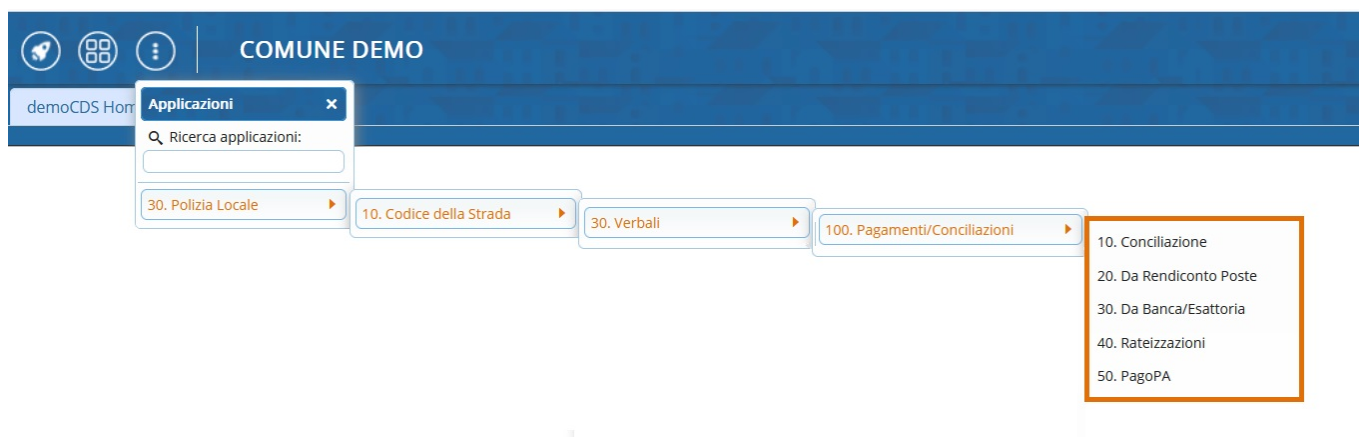 COMUNE DEMO
demoCDS Hom
Applicazioni ×
Ricerca applicazioni:
30. Polizia Locale
10. Codice della Strada
30. Verbali
100. Pagamenti/Conciliazioni
10. Conciliazione
20. Da Rendiconto Poste
30. Da Banca/Esattoria
40. Rateizzazioni
50. PagoPA